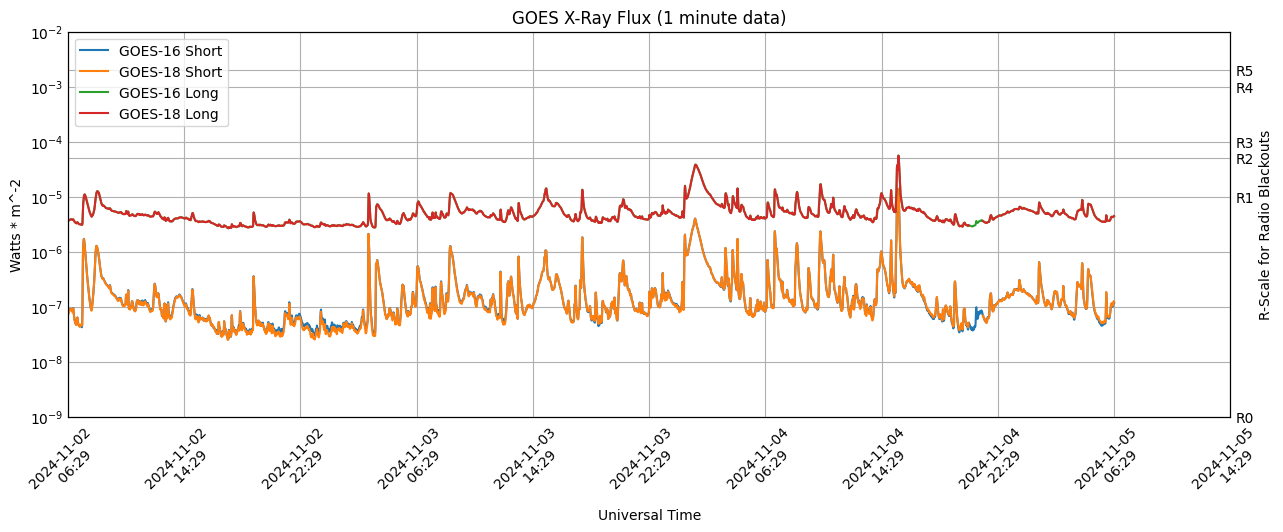 GOES X-Ray Flux (1 minute data)
GOES-16 Short
GOES-18 Short
GOES-16 Long
GOES-18 Long
10^-2
10^-3
10^-4
10^-5
10^-6
10^-7
10^-8
10^-9
Watts * m^-2
R5
R4
R3
R2
R1
R0
R-Scale for Radio Blackouts
2024-11-02
06:29
2024-11-02
14:29
2024-11-02
22:29
2024-11-03
06:29
2024-11-03
14:29
2024-11-03
22:29
2024-11-04
06:29
2024-11-04
14:29
2024-11-04
22:29
2024-11-05
06:29
2024-11-05
14:29
Universal Time